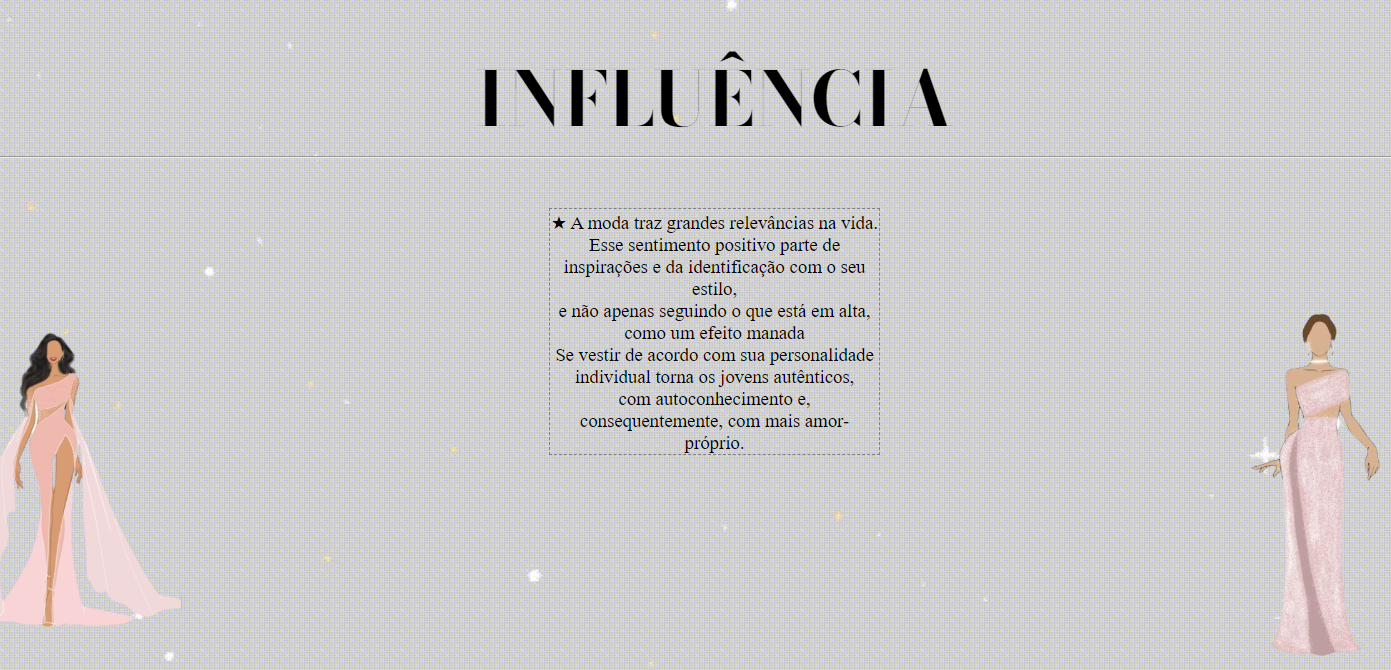 INFLUÊNCIA
★ A moda traz grandes relevâncias na vida.
Esse sentimento positivo parte de
inspirações e da identificação com o seu
estilo,
e não apenas seguindo o que está em alta,
como um efeito manada
Se vestir de acordo com sua personalidade
individual torna os jovens autênticos,
com autoconhecimento e,
consequentemente, com mais amor-
próprio.